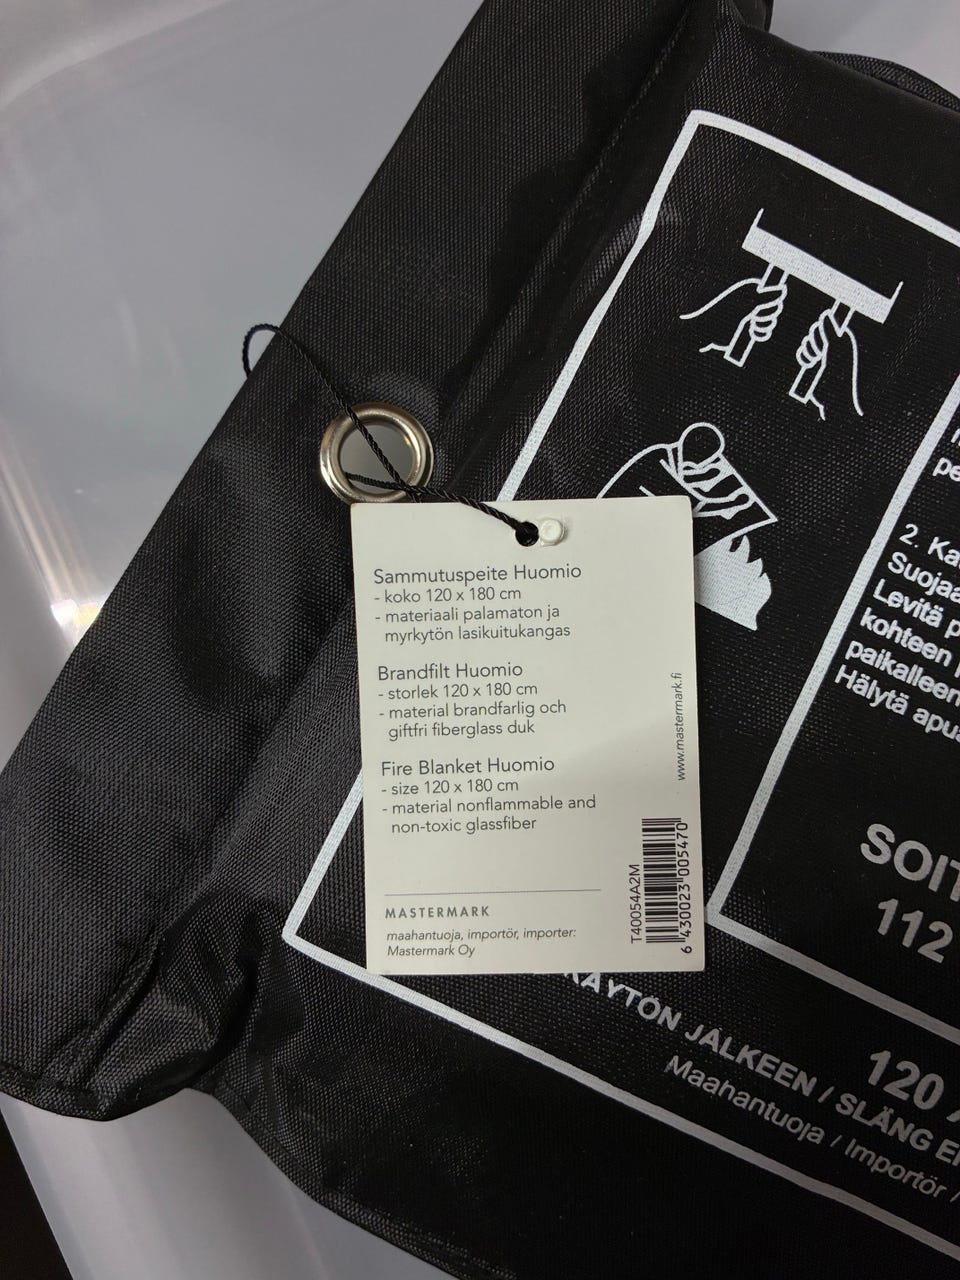 Sammutuspeite Huomio
- koko 120 x 180 cm
- materiaali palamaton ja
myrkytön lasikuitukangas
Brandfilt Huomio
- storlek 120 x 180 cm
- material brandfarlig och
giftfri fiberglass duk
Fire Blanket Huomio
- size 120 x 180 cm
- material nonflammable and
non-toxic glassfiber
MASTERMARK
maahantuoja, importör, importer:
Mastermark Oy
www.mastermark.fi
T40054A2M
6 430023 005470
pe
2. Ka
Suojaa
Levitä p
kohteen
paikalleen
Hälytä apua
SOIT
112
120
KÄYTÖN JÄLKEEN / SLÄNG E
Maahantuoja / Importör /